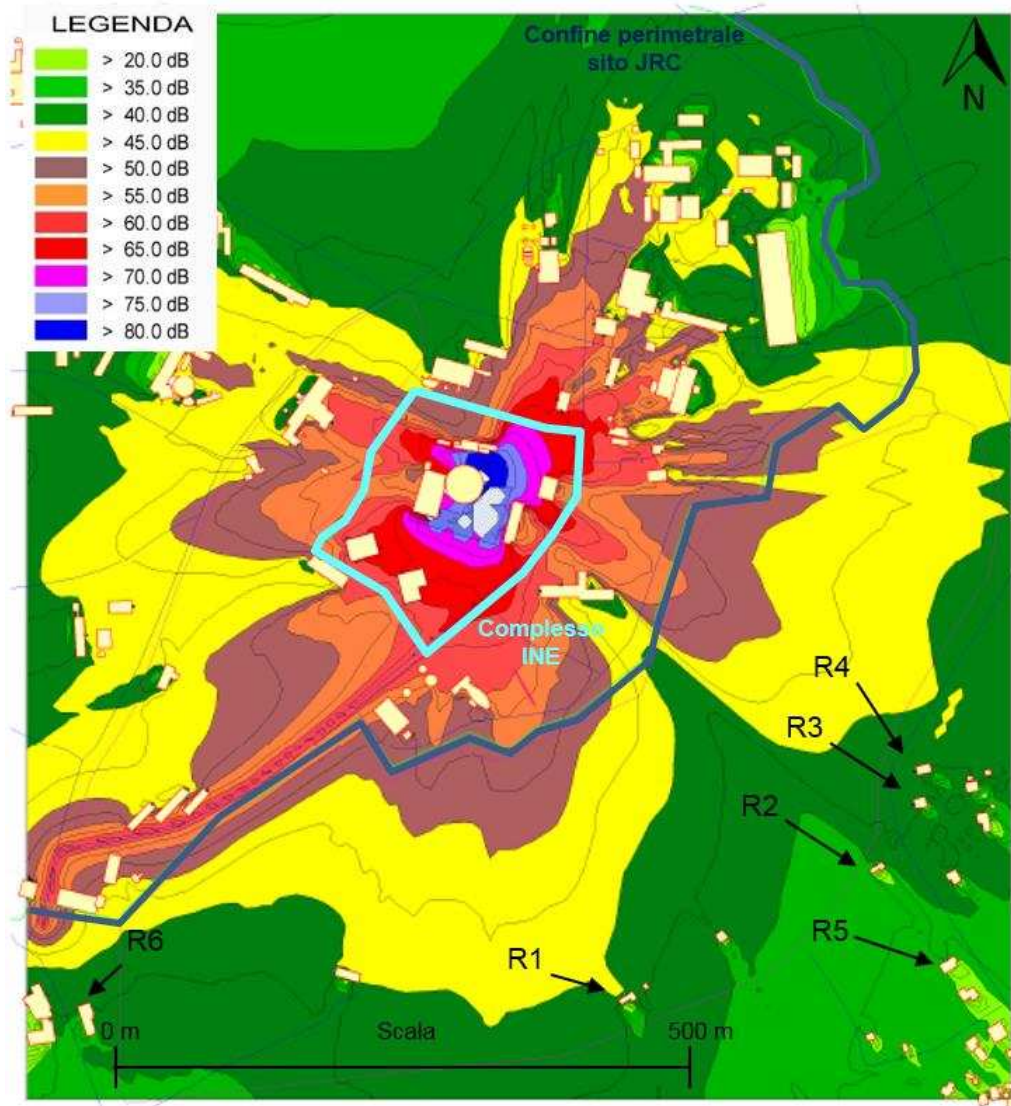 LEGENDA
> 20.0 dB
> 35.0 dB
> 40.0 dB
> 45.0 dB
> 50.0 dB
> 55.0 dB
> 60.0 dB
> 65.0 dB
> 70.0 dB
> 75.0 dB
> 80.0 dB
Confine perimetrale
sito JRC
N
Complesso
INE
R4
R3
R2
R5
R6
R1
0 m Scala 500 m